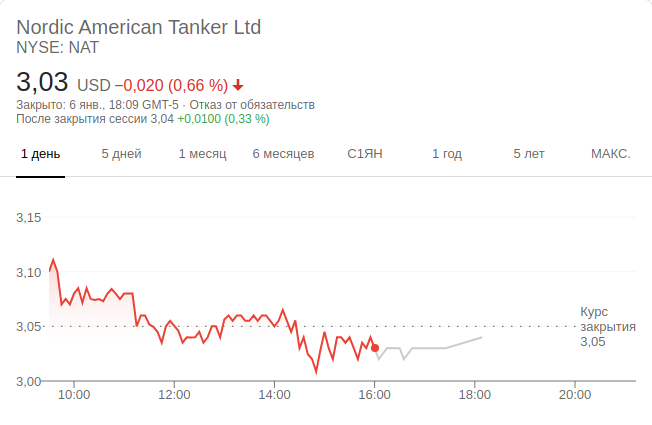 Nordic American Tanker Ltd
NYSE: NAT
3,03 USD −0,020 (0,66 %)
Закрыто: 6 янв., 18:09 GMT-5 · Отказ от обязательств
После закрытия сессии 3,04 +0,0100 (0,33 %)
1 день 5 дней 1 месяц 6 месяцев С1ЯН 1 год 5 лет МАКС.
3,15
3,10
3,05
3,00
Курс
закрытия
3,05
10:00 12:00 14:00 16:00 18:00 20:00